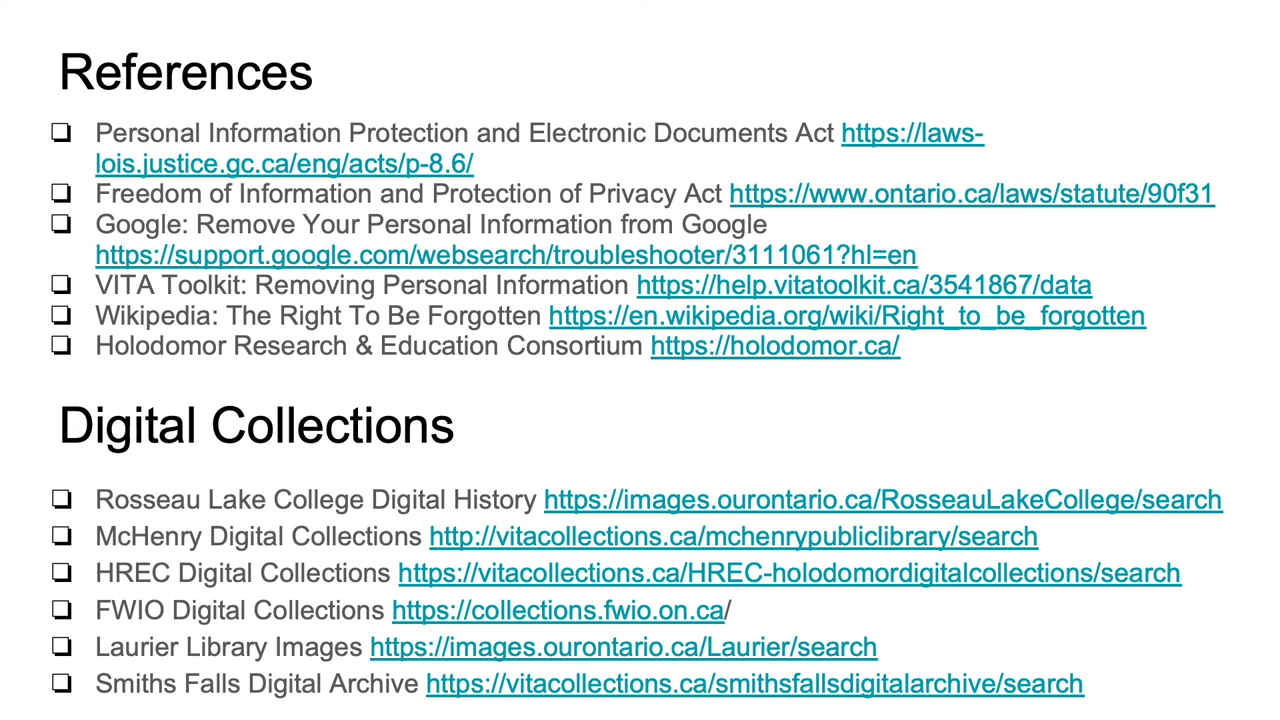 References
❏ Personal Information Protection and Electronic Documents Act https://laws-
lois.justice.gc.ca/eng/acts/p-8.6/
❏ Freedom of Information and Protection of Privacy Act https://www.ontario.ca/laws/statute/90f31
❏ Google: Remove Your Personal Information from Google
https://support.google.com/websearch/troubleshooter/3111061?hl=en
❏ VITA Toolkit: Removing Personal Information https://help.vitatoolkit.ca/3541867/data
❏ Wikipedia: The Right To Be Forgotten https://en.wikipedia.org/wiki/Right_to_be_forgotten
❏ Holodomor Research & Education Consortium https://holodomor.ca/
Digital Collections
❏ Rosseau Lake College Digital History https://images.ourontario.ca/RosseauLakeCollege/search
❏ McHenry Digital Collections http://vitacollections.ca/mchenrypubliclibrary/search
❏ HREC Digital Collections https://vitacollections.ca/HREC-holodomordigitalcollections/search
❏ FWIO Digital Collections https://collections.fwio.on.ca/
❏ Laurier Library Images https://images.ourontario.ca/Laurier/search
❏ Smiths Falls Digital Archive https://vitacollections.ca/smithsfallsdigitalarchive/search